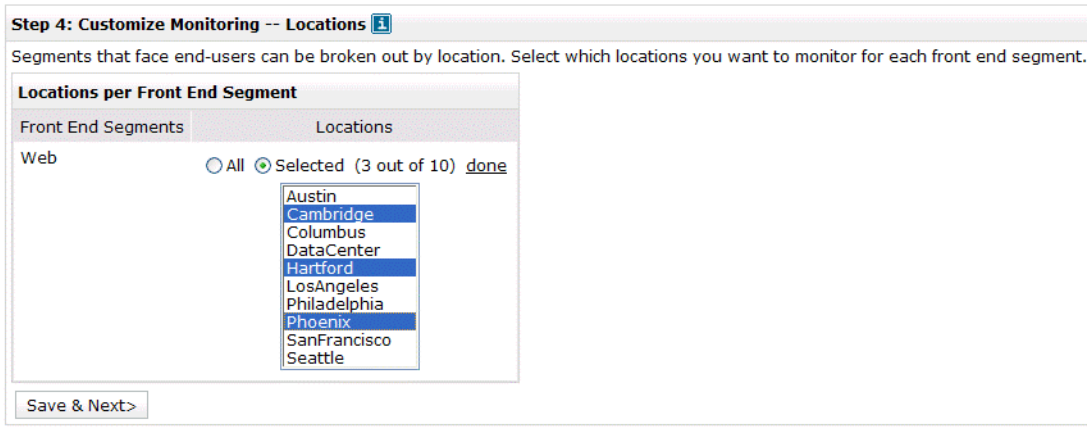 Step 4: Customize Monitoring -- Locations i
Segments that face end-users can be broken out by location. Select which locations you want to monitor for each front end segment.
Locations per Front End Segment
Front End Segments Locations
Web All Selected (3 out of 10) done
Austin
Cambridge
Columbus
DataCenter
Hartford
LosAngeles
Philadelphia
Phoenix
SanFrancisco
Seattle
Save & Next>